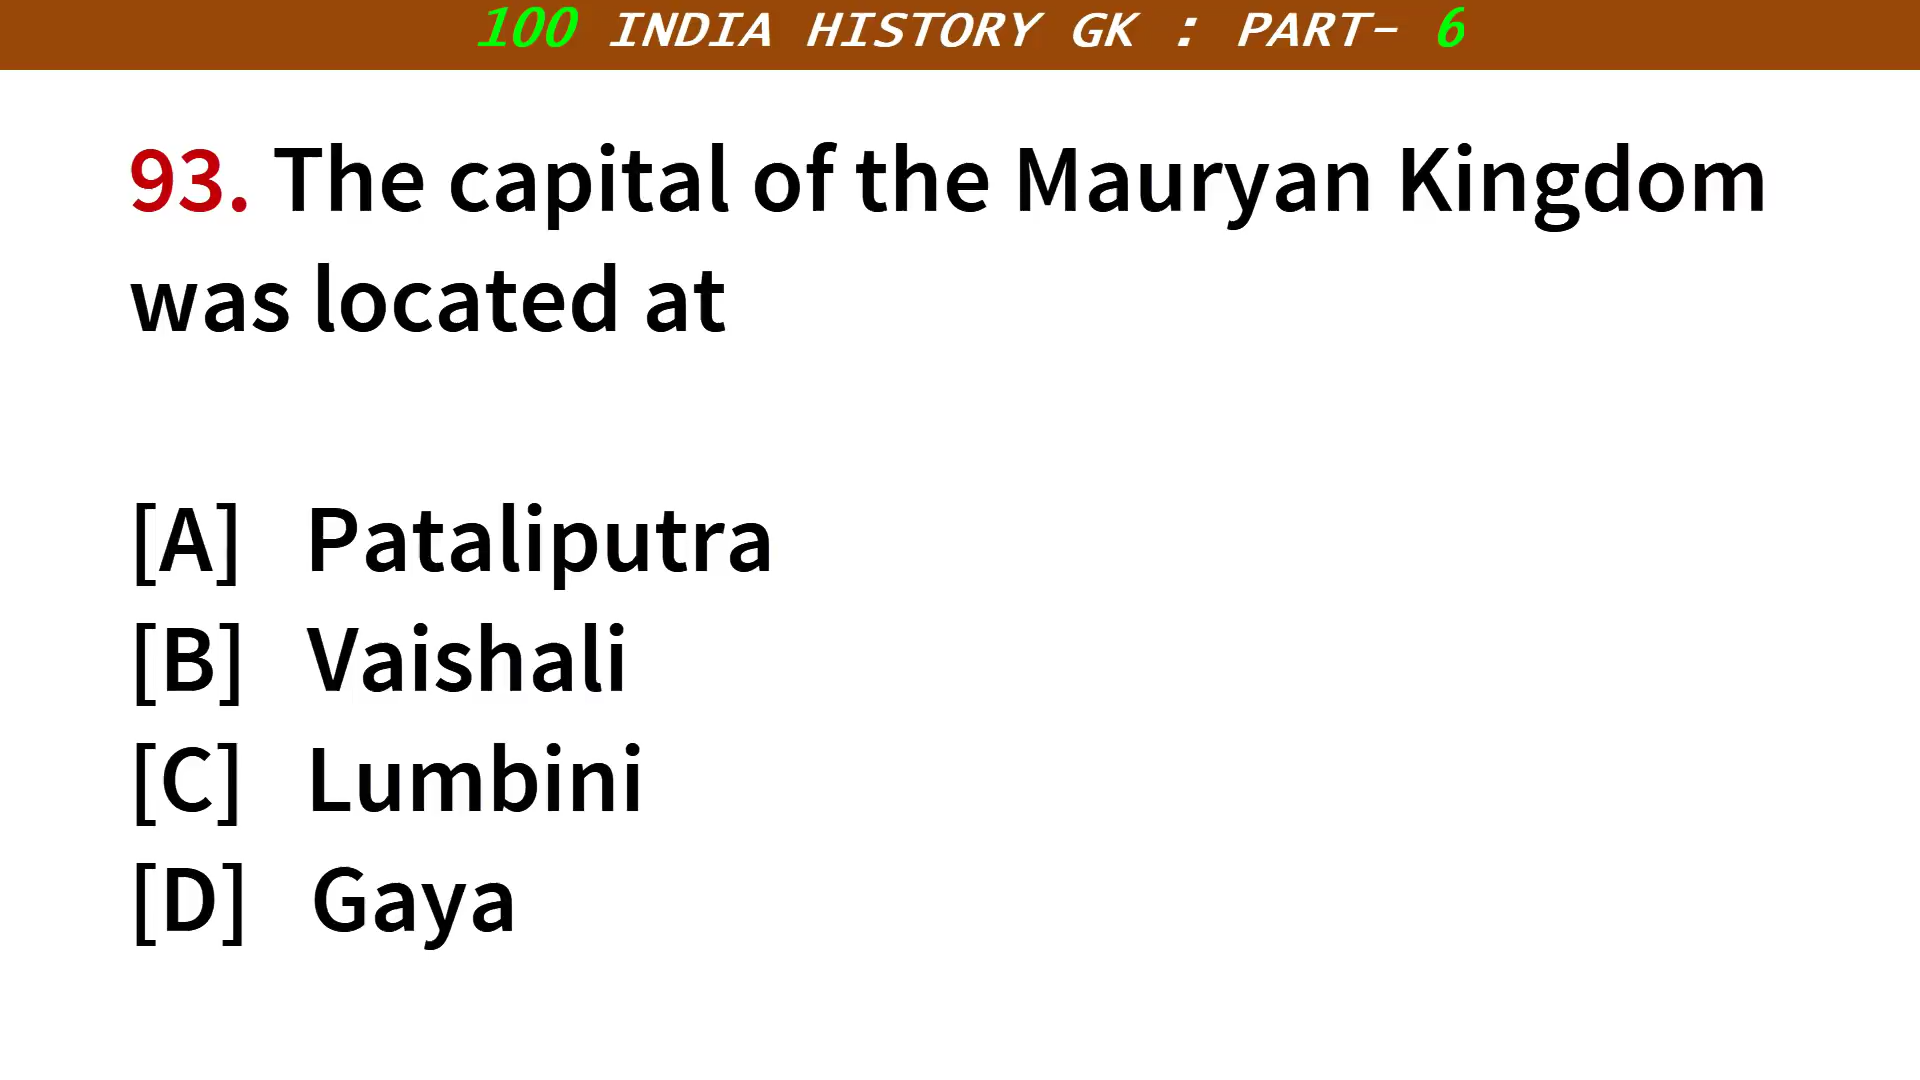 100 INDIA HISTORY GK : PART- 6
93. The capital of the Mauryan Kingdom
was located at
[A] Pataliputra
[B] Vaishali
[C] Lumbini
[D] Gaya